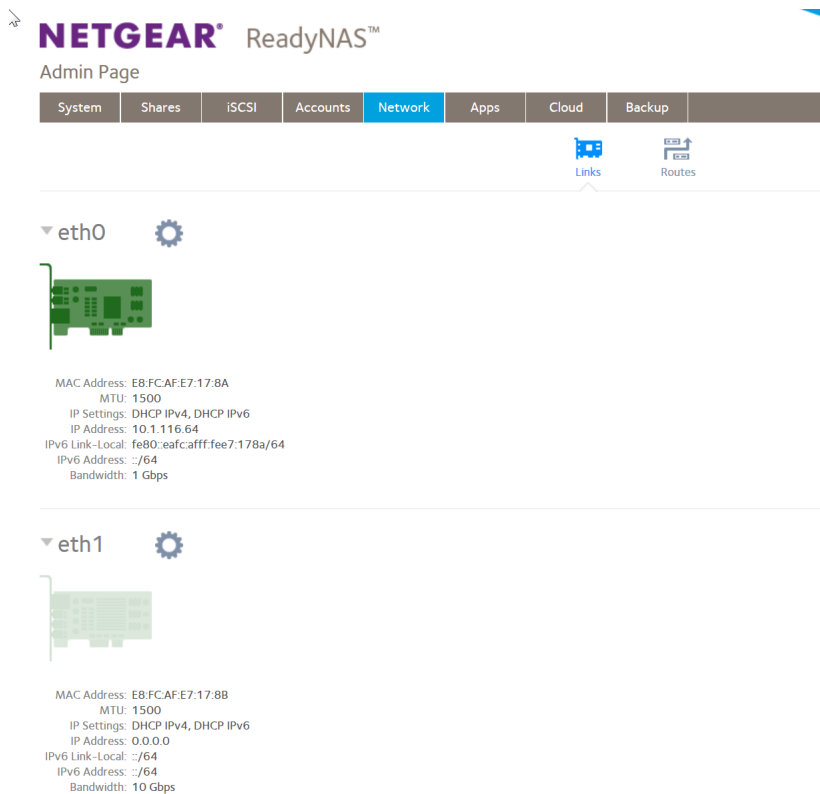 NETGEAR® ReadyNAS™
Admin Page
System Shares iSCSI Accounts Network Apps Cloud Backup
Links Routes
eth0
MAC Address: E8:FC:AF:E7:17:8A
MTU: 1500
IP Settings: DHCP IPv4, DHCP IPv6
IP Address: 10.1.116.64
IPv6 Link-Local: fe80::eafc:afff:fee7:178a/64
IPv6 Address: ::/64
Bandwidth: 1 Gbps
eth1
MAC Address: E8:FC:AF:E7:17:8B
MTU: 1500
IP Settings: DHCP IPv4, DHCP IPv6
IP Address: 0.0.0.0
IPv6 Link-Local: ::/64
IPv6 Address: ::/64
Bandwidth: 10 Gbps